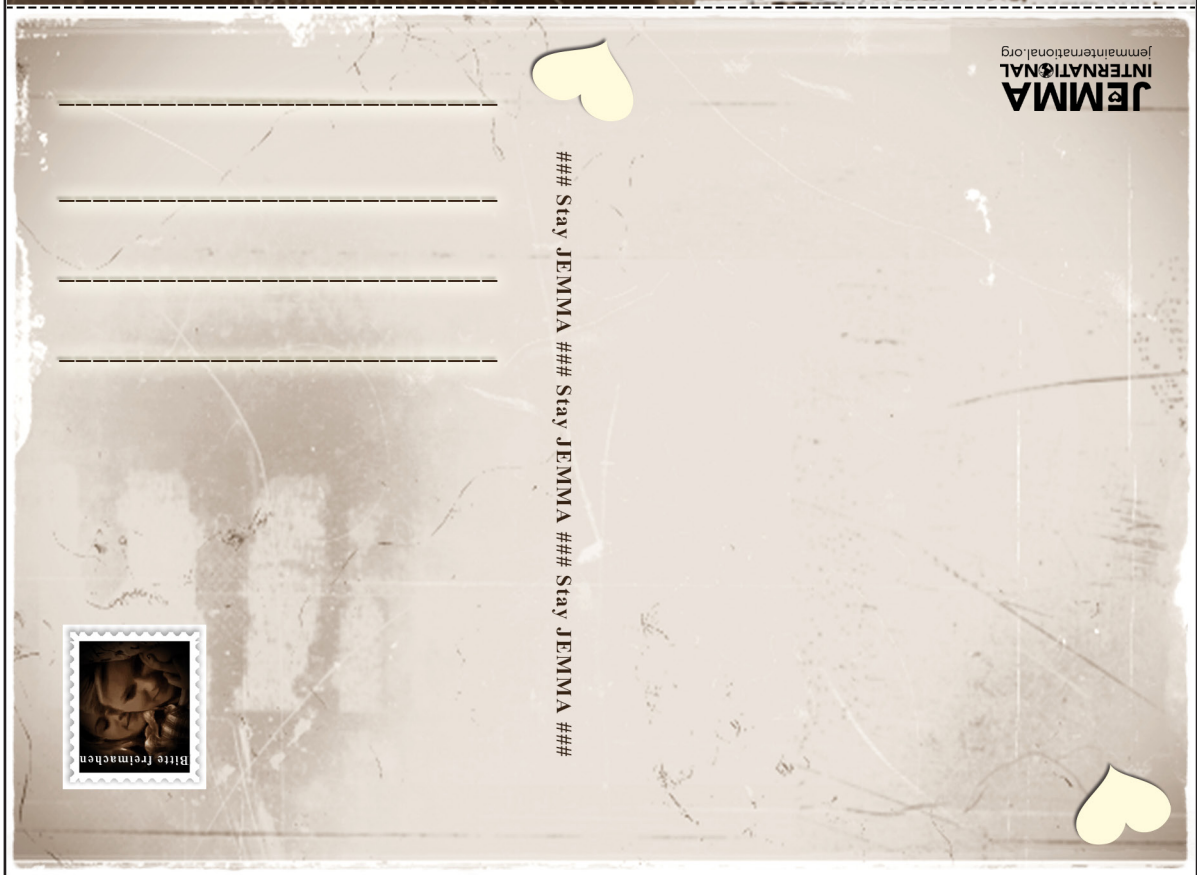 Bitte freimachen
### Stay JEMMA ### Stay JEMMA ### Stay JEMMA ###
JEMMA
INTERNATIONAL
jemmainternational.org